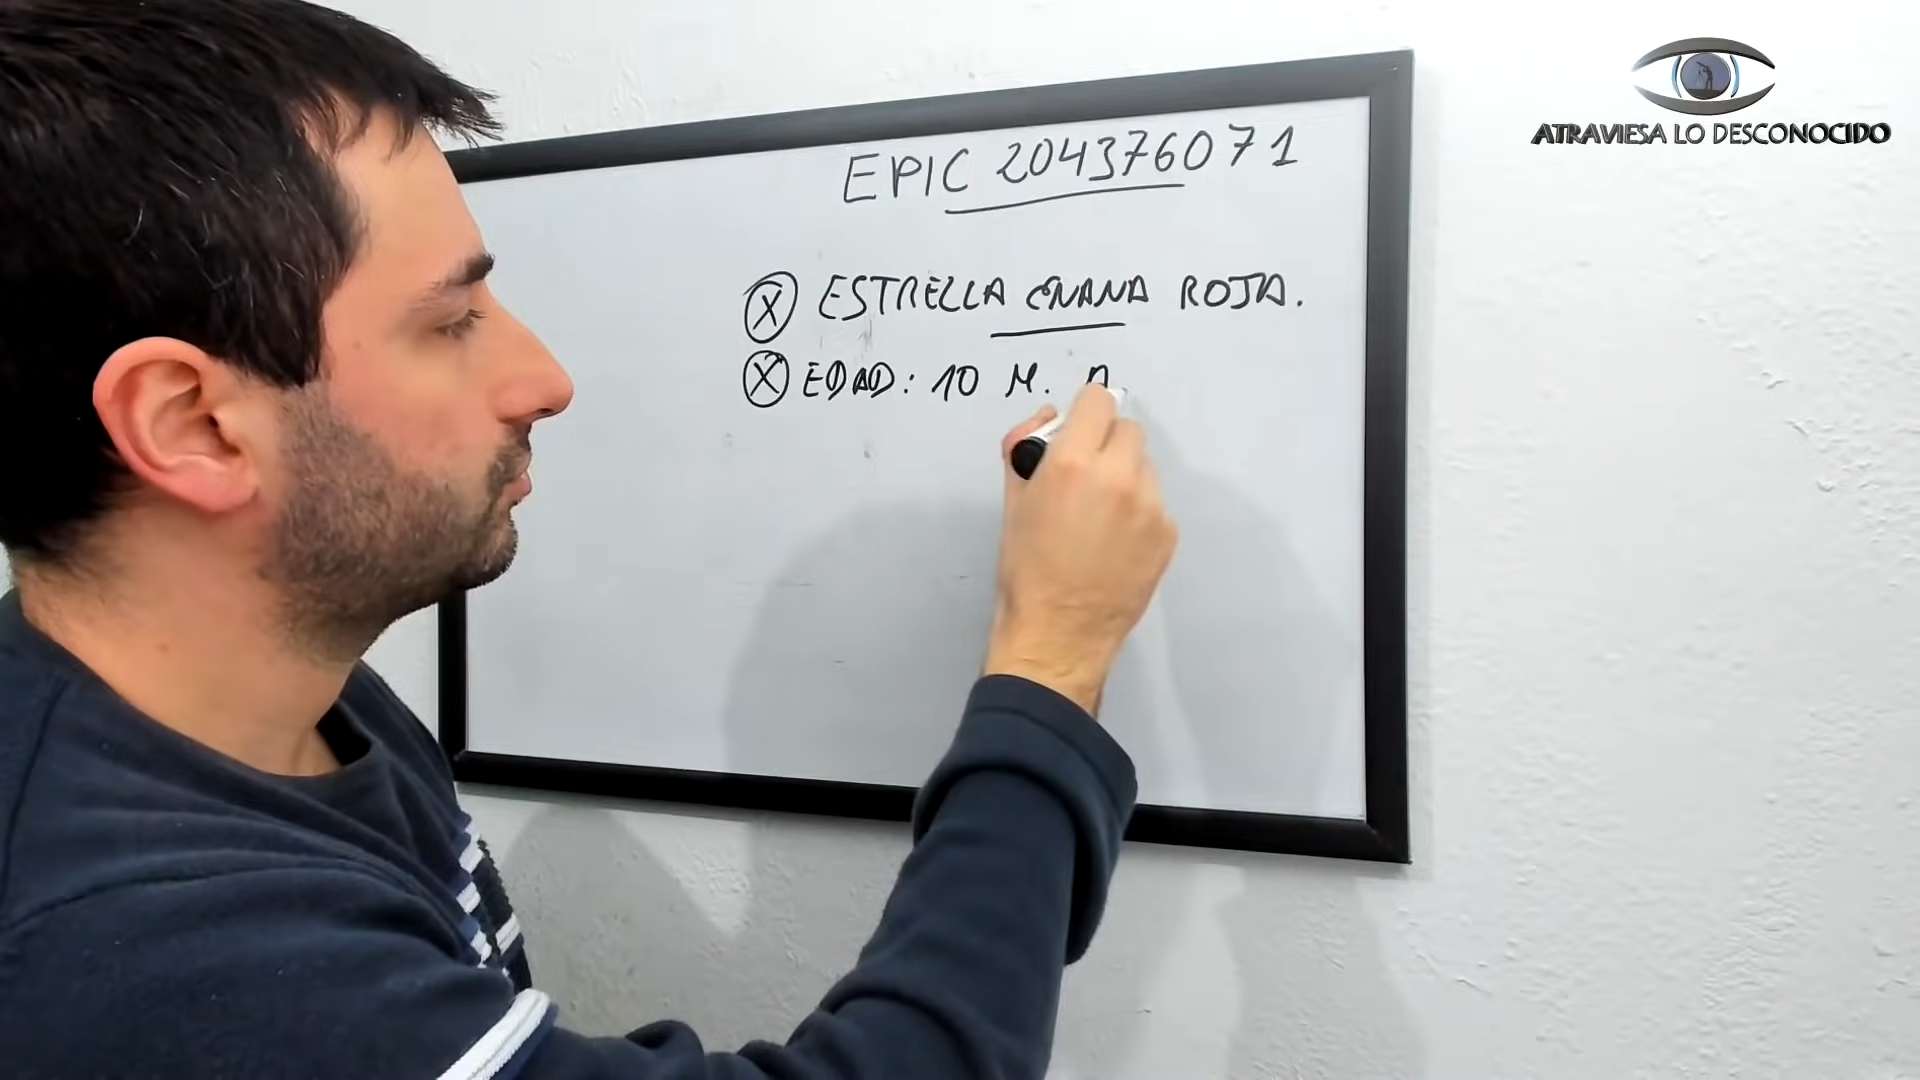 ATRAVIESA LO DESCONOCIDO
EPIC 204376071
X ESTRELLA ENANA ROJA.
X EDAD: 10 M. A